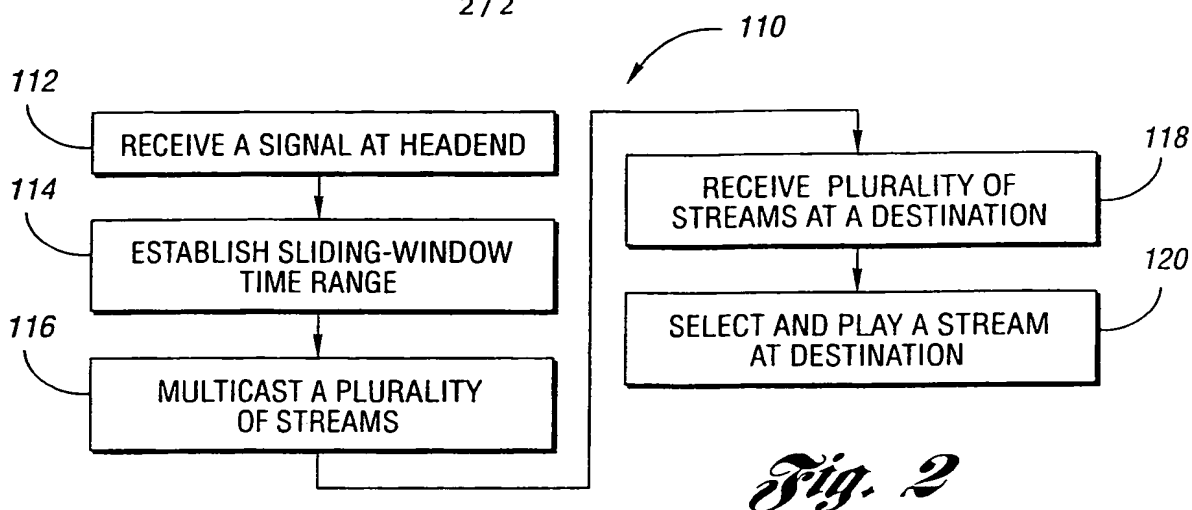 2/2
110
112
RECEIVE A SIGNAL AT HEADEND
114
ESTABLISH SLIDING-WINDOW
TIME RANGE
116
MULTICAST A PLURALITY
OF STREAMS
118
RECEIVE PLURALITY OF
STREAMS AT A DESTINATION
120
SELECT AND PLAY A STREAM
AT DESTINATION
Fig. 2